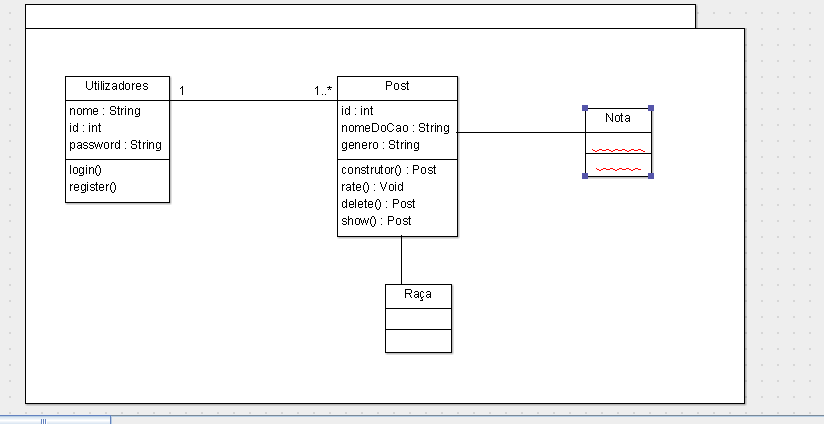 Utilizadores
nome : String
id : int
password : String
login()
register()
1
1..*
Post
id : int
nomeDoCao : String
genero : String
construtor() : Post
rate() : Void
delete() : Post
show() : Post
Nota
Raça